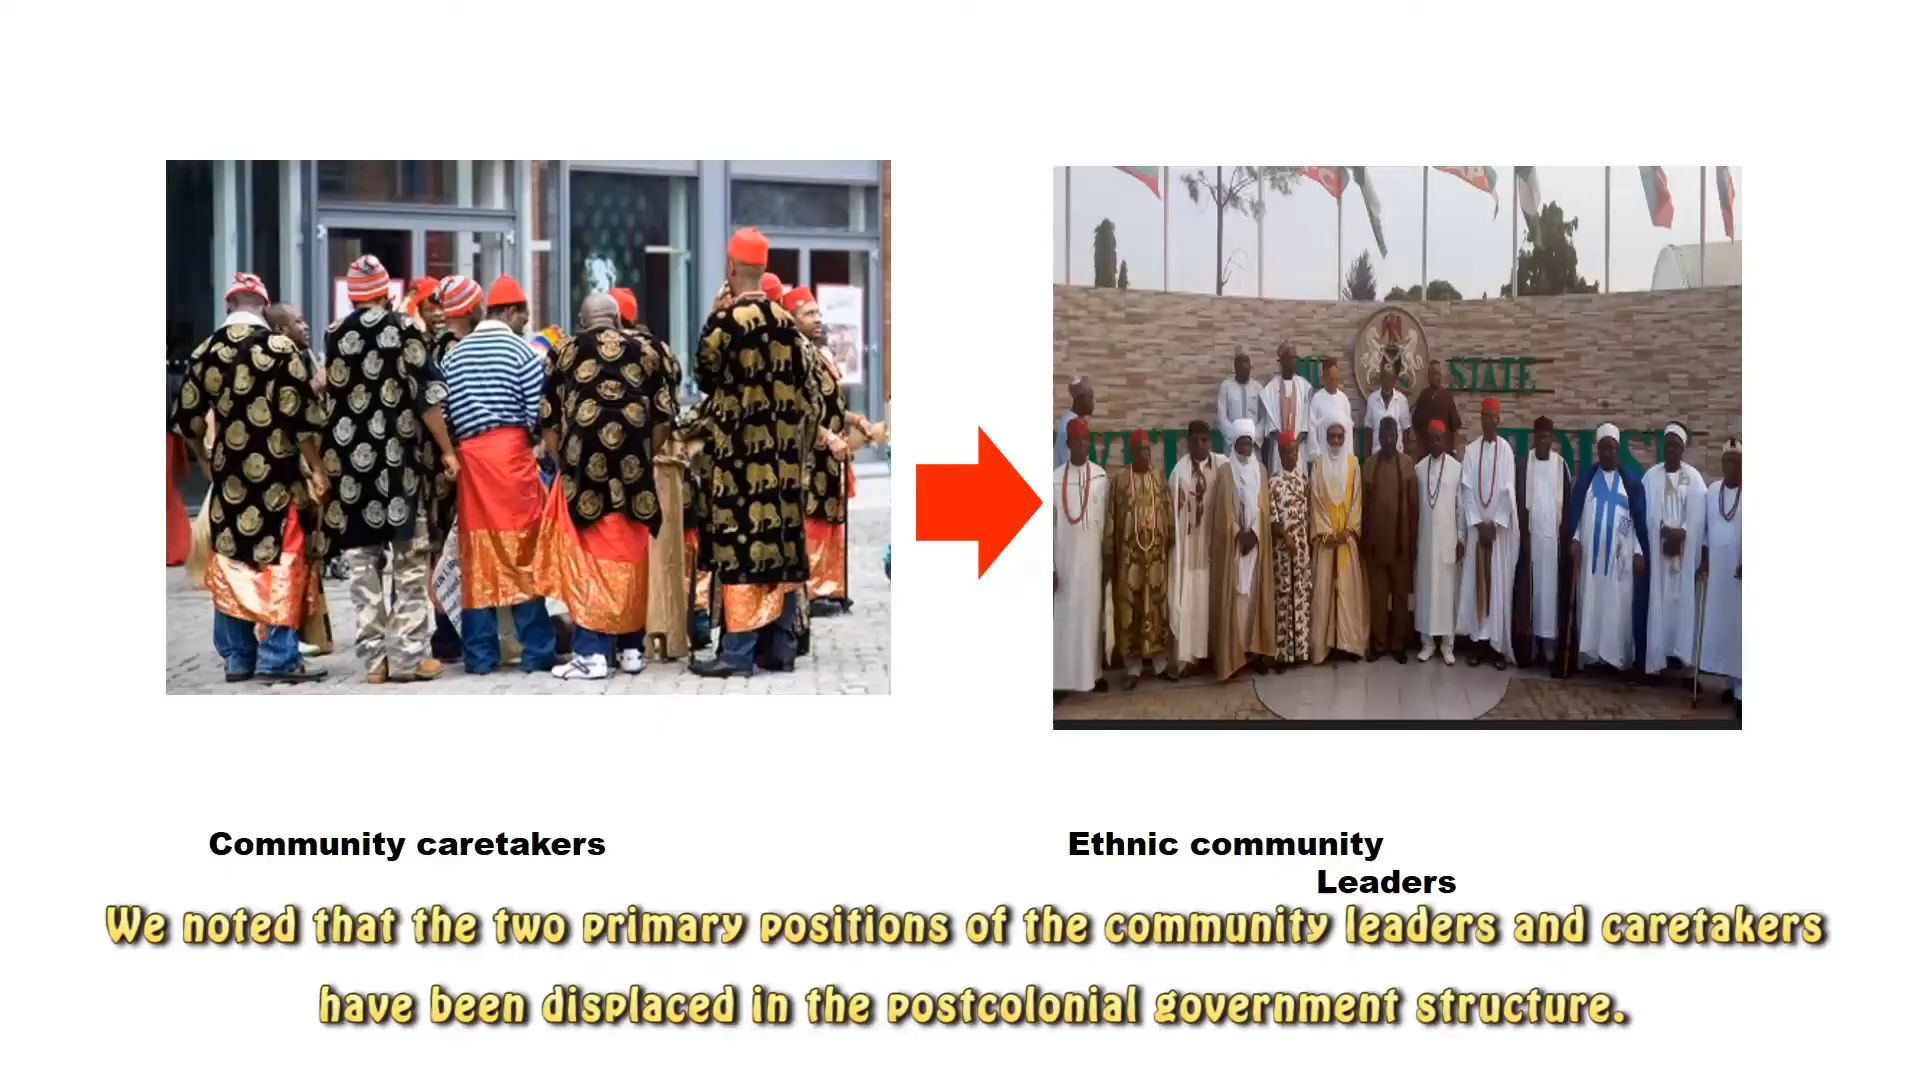 STATE
Community caretakers
Ethnic community
Leaders
We noted that the two primary positions of the community leaders and caretakers
have been displaced in the postcolonial government structure.